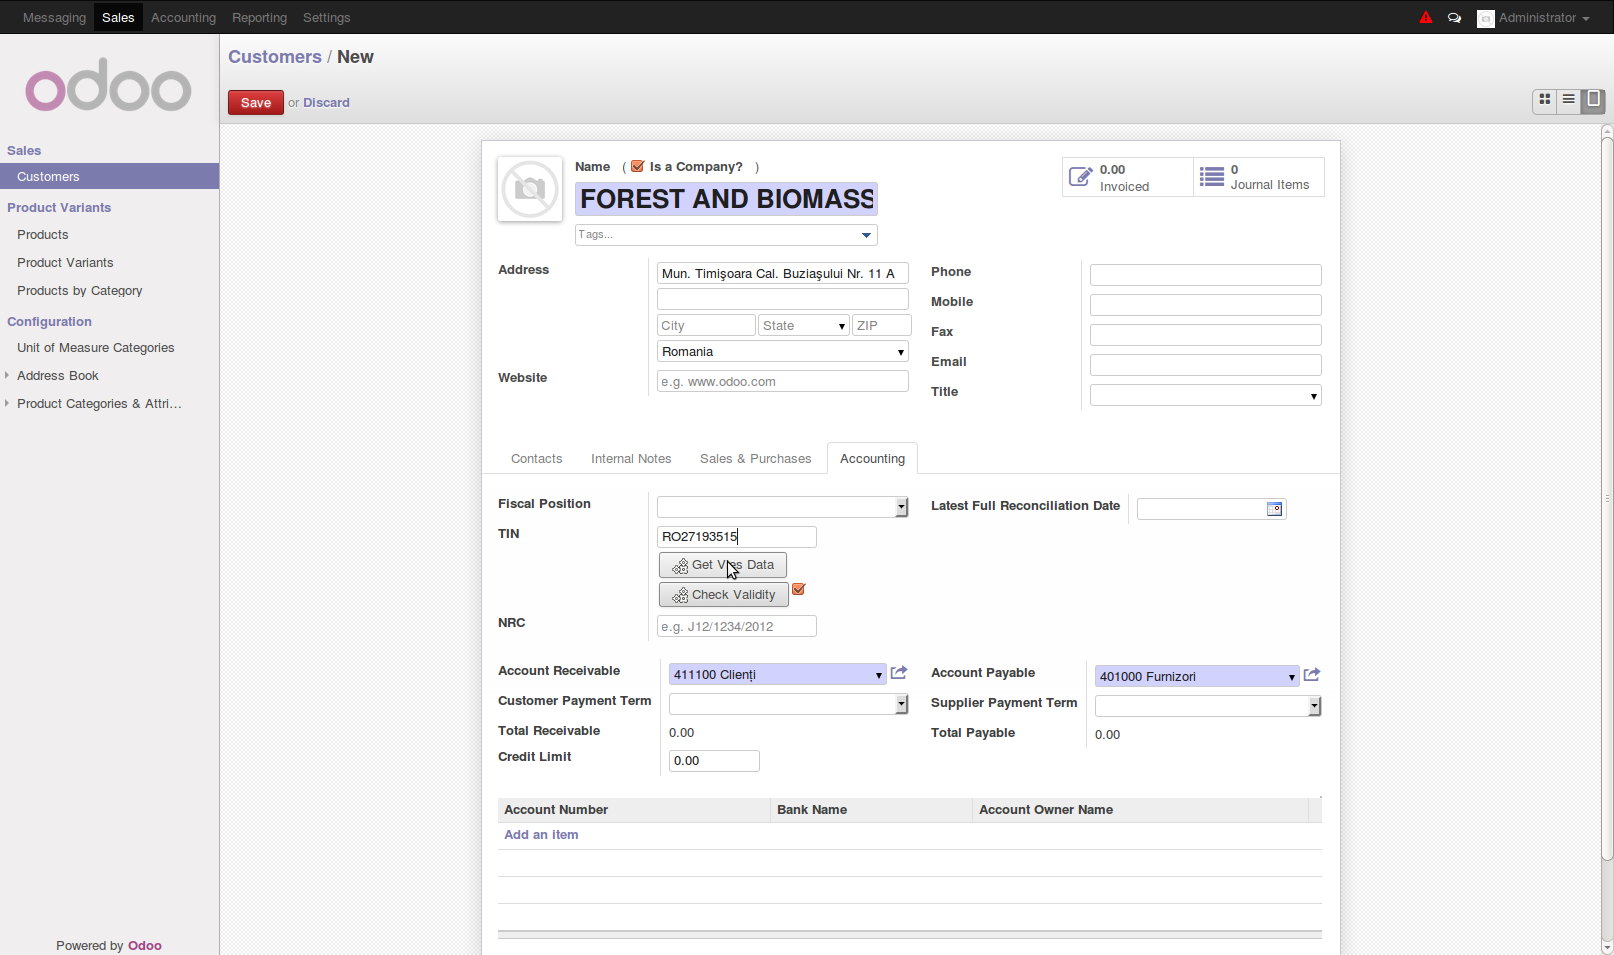 Messaging Sales Accounting Reporting Settings Administrator
odoo
Customers / New
Save or Discard
Sales
Customers
Product Variants
Products
Product Variants
Products by Category
Configuration
Unit of Measure Categories
Address Book
Product Categories & Attri...
Powered by Odoo
Name ( Is a Company? )
FOREST AND BIOMASS
Tags...
0.00 Invoiced
0 Journal Items
Address Mun. Timişoara Cal. Buziaşului Nr. 11 A
City State ZIP
Romania
Website e.g. www.odoo.com
Phone
Mobile
Fax
Email
Title
Contacts Internal Notes Sales & Purchases Accounting
Fiscal Position
Latest Full Reconciliation Date
TIN RO27193515
Get Vies Data
Check Validity
NRC e.g. J12/1234/2012
Account Receivable 411100 Clienți
Account Payable 401000 Furnizori
Customer Payment Term
Supplier Payment Term
Total Receivable 0.00
Total Payable 0.00
Credit Limit 0.00
Account Number Bank Name Account Owner Name
Add an item